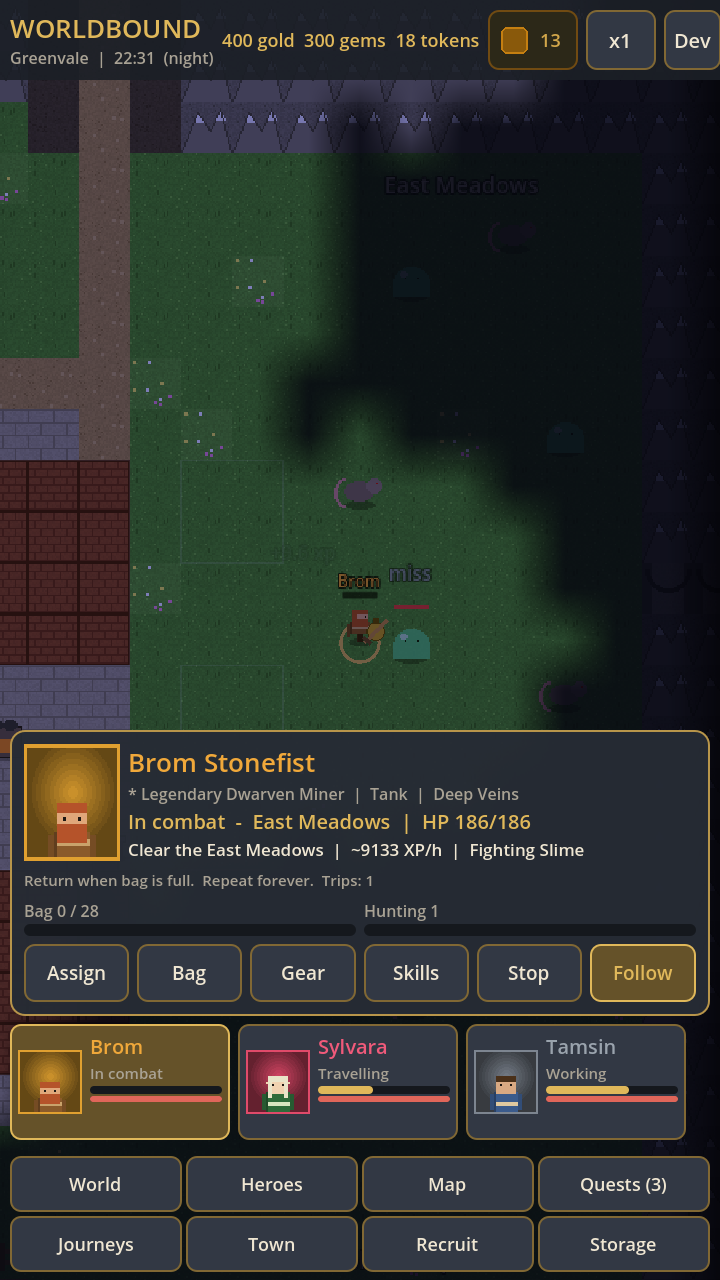 WORLDBOUND
Greenvale | 22:31 (night)
400 gold 300 gems 18 tokens
13
x1
Dev
East Meadows
Brom
miss
Brom Stonefist
* Legendary Dwarven Miner | Tank | Deep Veins
In combat - East Meadows | HP 186/186
Clear the East Meadows | ~9133 XP/h | Fighting Slime
Return when bag is full. Repeat forever. Trips: 1
Bag 0 / 28
Hunting 1
Assign
Bag
Gear
Skills
Stop
Follow
Brom
In combat
Sylvara
Travelling
Tamsin
Working
World
Heroes
Map
Quests (3)
Journeys
Town
Recruit
Storage